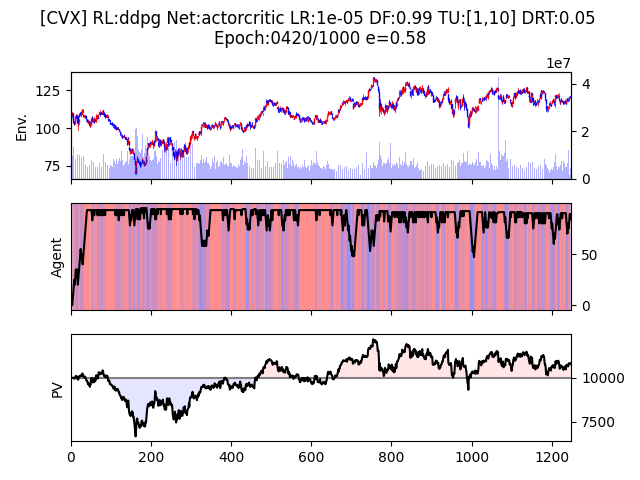 [CVX] RL:ddpg Net:actorcritic LR:1e-05 DF:0.99 TU:[1,10] DRT:0.05
Epoch:0420/1000 e=0.58
1e7
Env.
125
100
75
4
2
0
Agent
50
0
PV
10000
7500
0 200 400 600 800 1000 1200